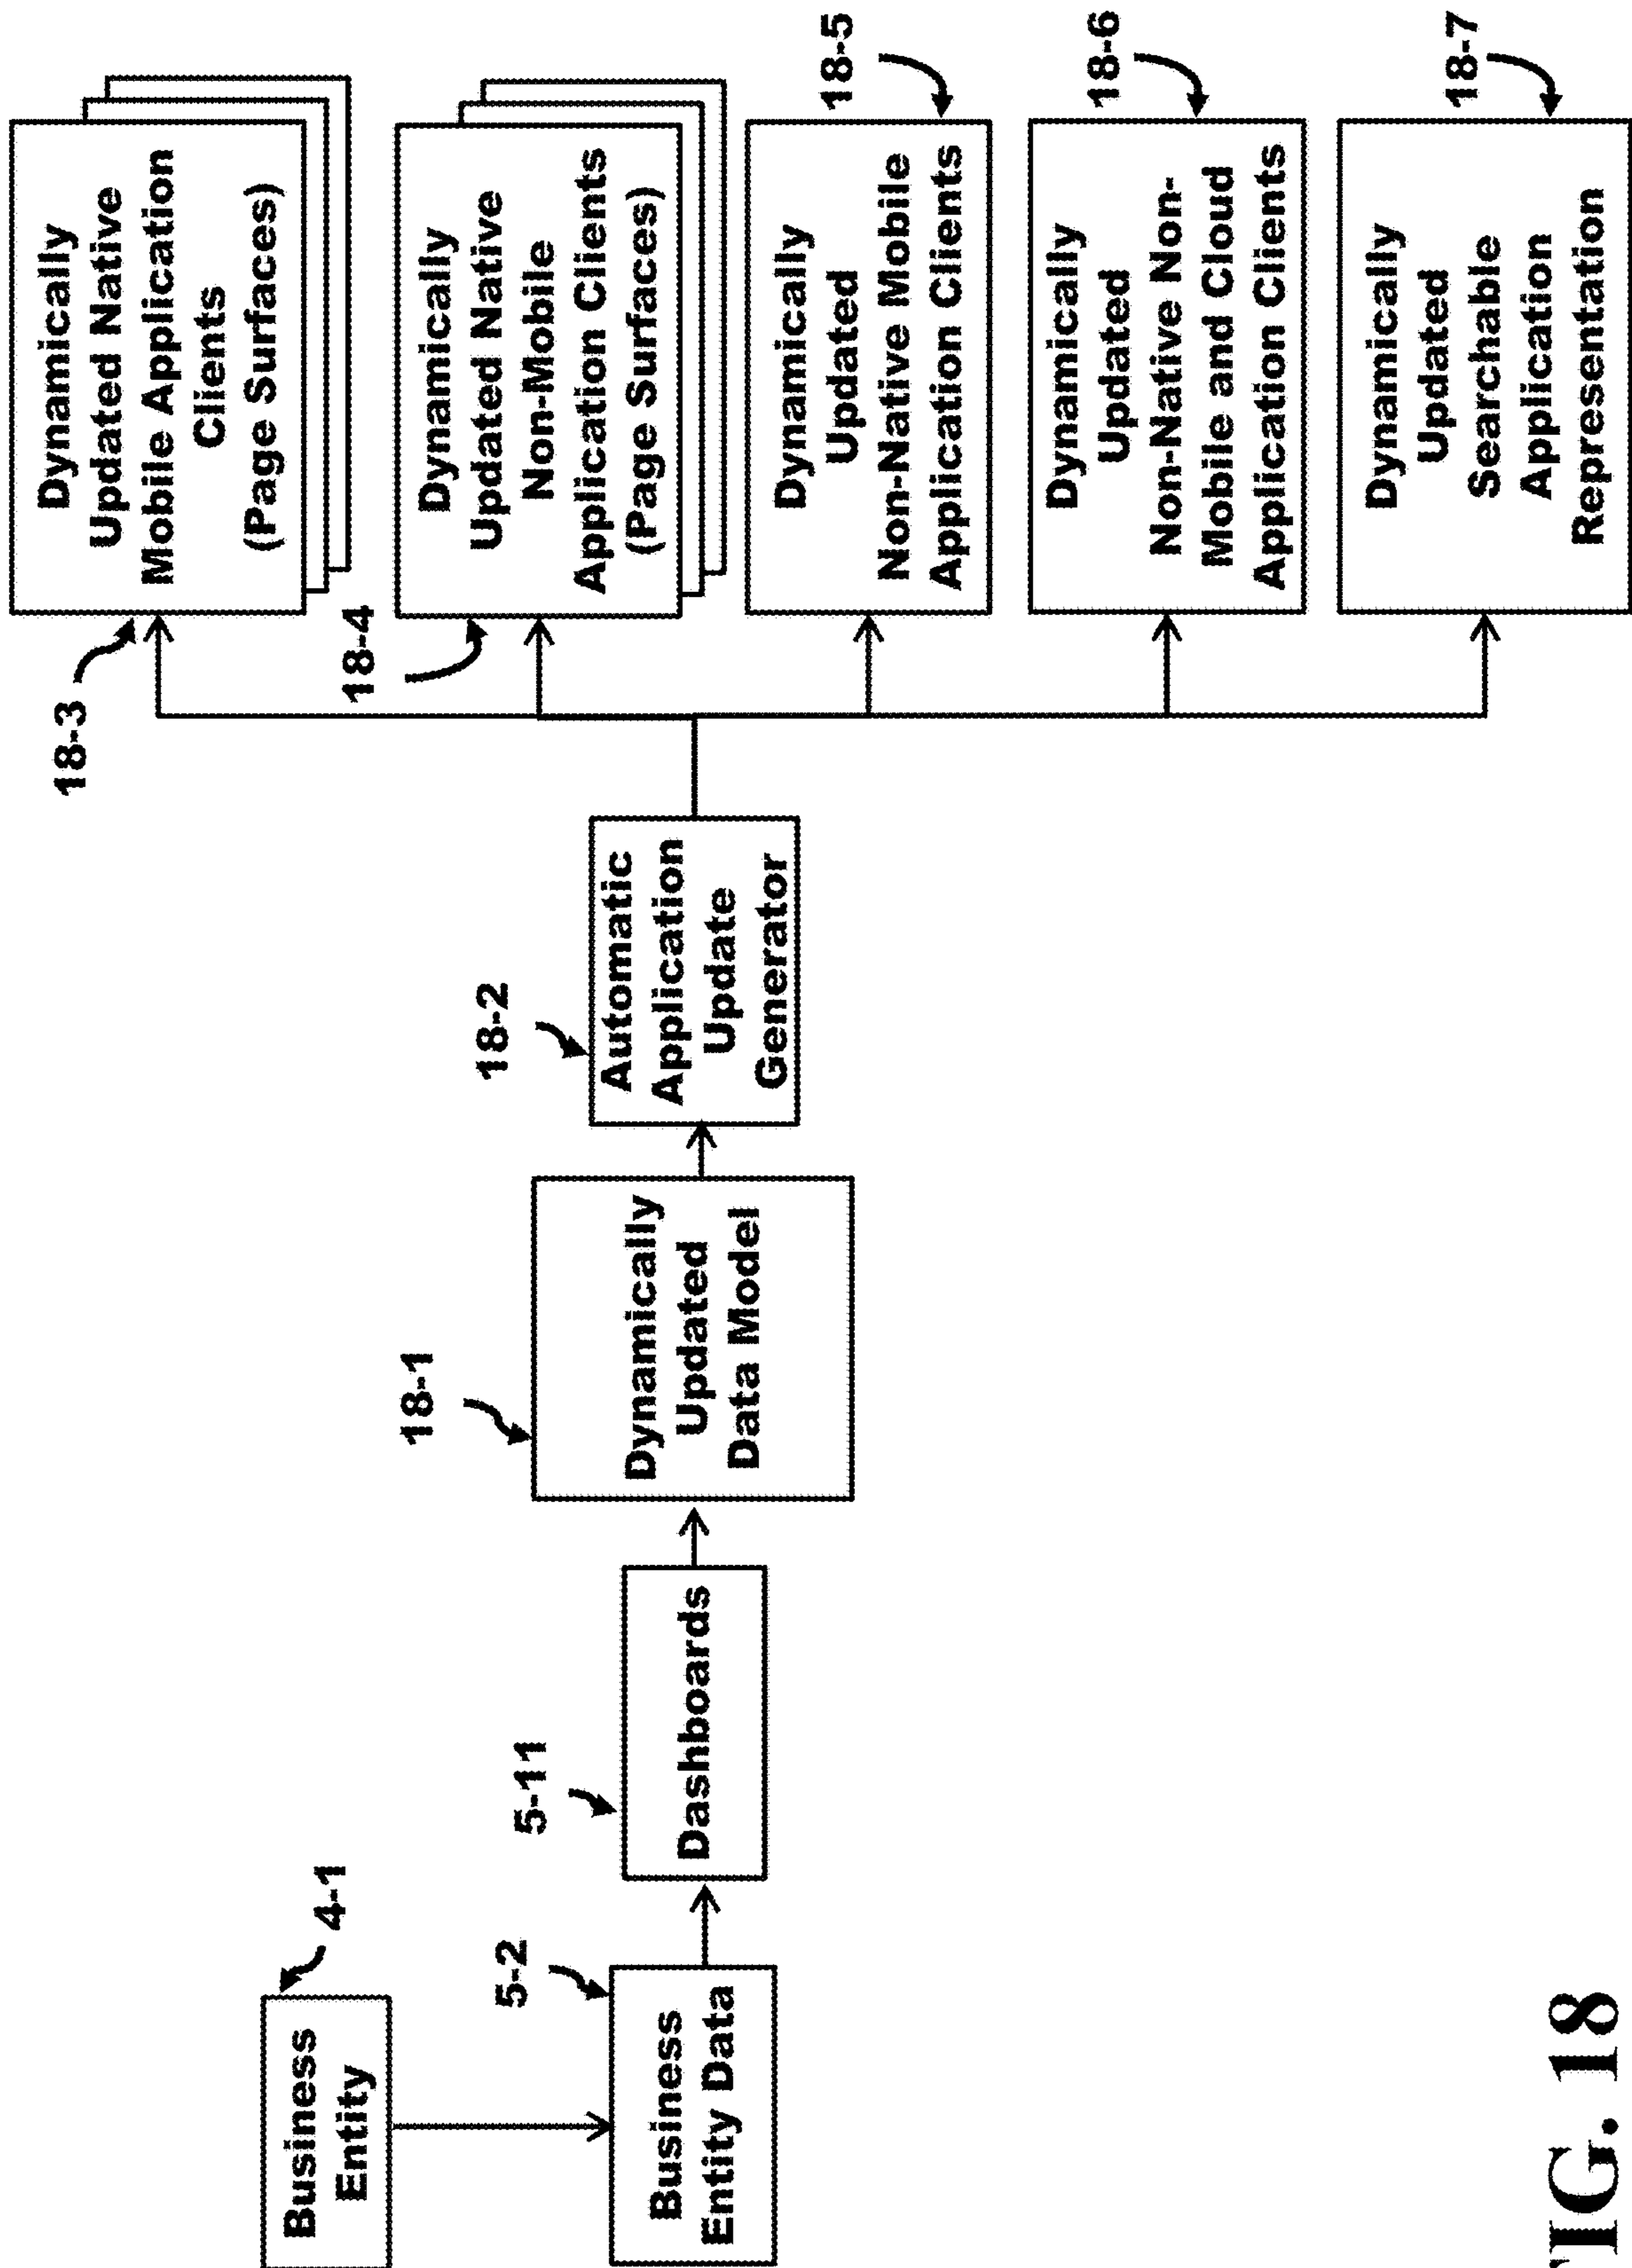 4-1
Business
Entity
5-2
Business
Entity Data
5-11
Dashboards
18-1
Dynamically
Updated
Data Model
18-2
Automatic
Application
Update
Generator
18-3
Dynamically
Updated Native
Mobile Application
Clients
(Page Surfaces)
18-4
Dynamically
Updated Native
Non-Mobile
Application Clients
(Page Surfaces)
18-5
Dynamically
Updated
Non-Native Mobile
Application Clients
18-6
Dynamically
Updated
Non-Native Non-
Mobile and Cloud
Application Clients
18-7
Dynamically
Updated
Searchable
Application
Representation
FIG. 18